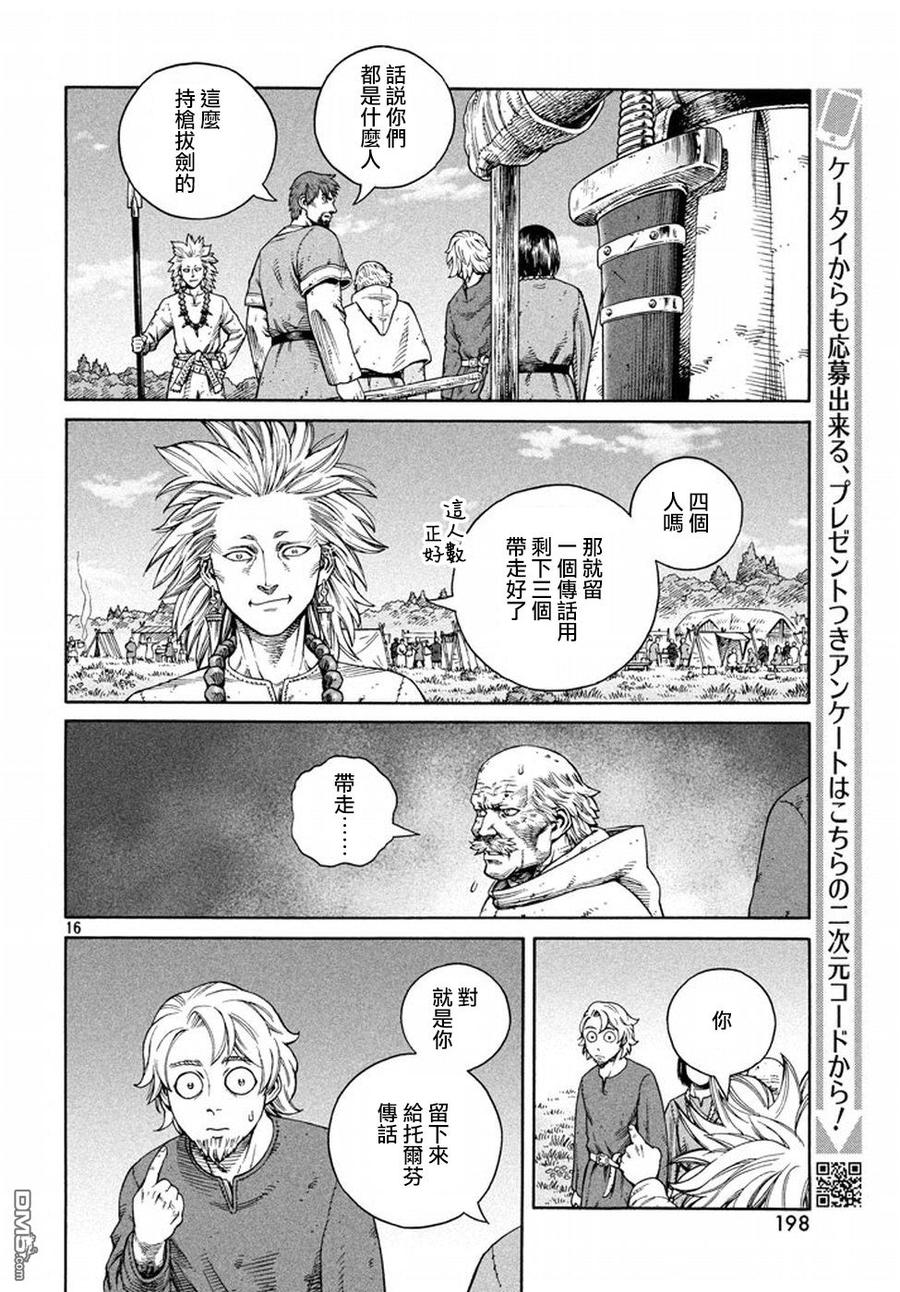 話說你們
都是什麼人
這麼
持槍拔劍的
四個
人嗎
那就留
一個傳話用
剩下三個
帶走好了
這人數
正好
帶走……
16
你
對
就是你
留下來
給托爾芬
傳話
ケータイからも応募出来る、プレゼントつきアンケートはこちらの二次元コードから！
198
DM5.com